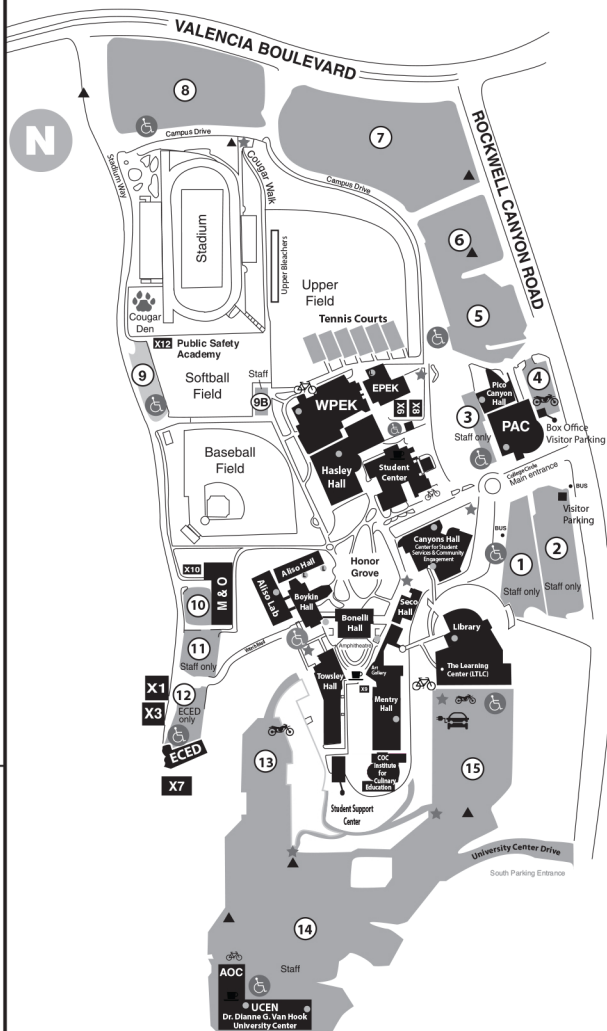 VALENCIA BOULEVARD
8
N
Campus Drive
7
ROCKWELL CANYON ROAD
Stadium Way
Cougar Walk
Campus Drive
Stadium
Upper Bleachers
6
Upper
Field
Tennis Courts
5
Cougar
Den
X12 Public Safety
Academy
9
Softball
Field
Staff
9B
WPEK
EPEK
X6
X8
Pico
Canyon
Hall
4
3
Staff only
PAC
Box Office
Visitor Parking
Baseball
Field
Hasley
Hall
Student
Center
College Circle
Main entrance
BUS
Visitor
Parking
BUS
Canyons Hall
Center for Student
Services & Community
Engagement
1
Staff only
2
Staff only
X10
M & O
10
Aliso Hall
Aliso Lab
Boykin
Hall
Honor
Grove
Bonelli
Hall
Seco
Hall
Library
Amphitheatre
11
Staff only
The Learning
Center (TLC)
X1
X3
12
ECED
only
ECED
X7
Towsley
Hall
Art
Gallery
X9
Mentry
Hall
13
15
COC
Institute
for
Culinary
Education
Student Support
Center
University Center Drive
South Parking Entrance
14
Staff
AOC
UCEN
Dr. Dianne G. Van Hook
University Center